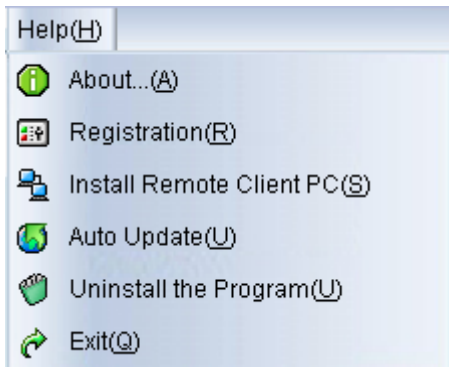 Help(H)
About...(A)
Registration(R)
Install Remote Client PC(S)
Auto Update(U)
Uninstall the Program(U)
Exit(Q)